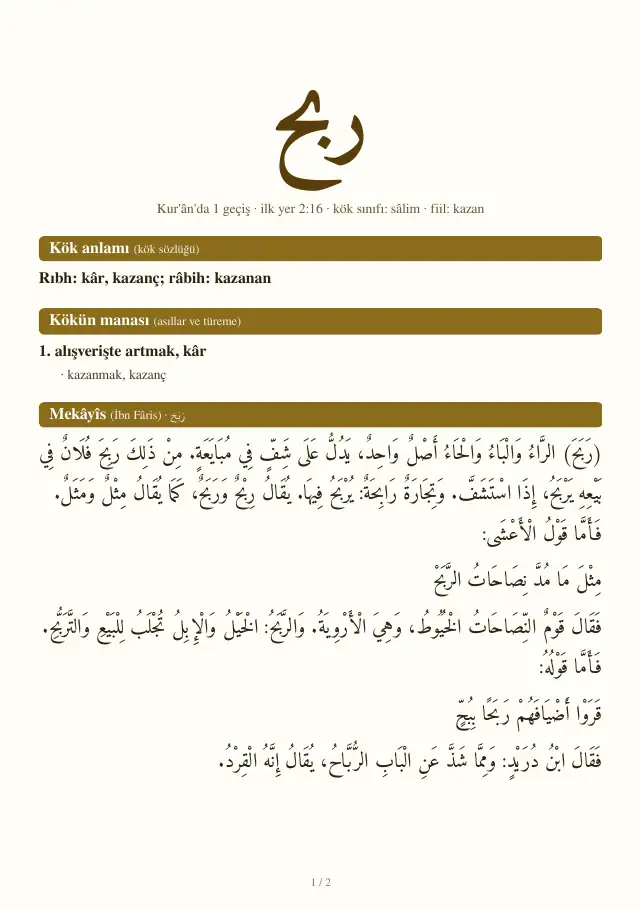 ربح
Kur'ân'da 1 geçiş · ilk yer 2:16 · kök sınıfı: sâlim · fiil: kazan
Kök anlamı (kök sözlüğü)
Rıbh: kâr, kazanç; râbih: kazanan
Kökün manası (asıllar ve türeme)
1. alışverişte artmak, kâr
· kazanmak, kazanç
Mekâyîs (İbn Fâris) · رَبَحَ
(رَبَحَ) الرَّاءُ وَالْبَاءُ وَالْحَاءُ أَصْلٌ وَاحِدٌ، يَدُلُّ عَلَى شَفٍّ فِي مُبَايَعَةٍ. مِنْ ذَلِكَ رَبِحَ فُلَانٌ فِي
بَيْعِهِ يَرْبَحُ، إِذَا اسْتَشَفَّ. وَتِجَارَةٌ رَابِحَةٌ: يُرْبَحُ فِيهَا. يُقَالُ رِبْحٌ وَرَبَحٌ، كَمَا يُقَالُ مِثْلٌ وَمَثَلٌ.
فَأَمَّا قَوْلُ الْأَعْشَى:
مِثْلَ مَا مُدَّ نِصَاحَاتُ الرَّبَحْ
فَقَالَ قَوْمٌ النِّصَاحَاتُ الْخُيُوطُ، وَهِيَ الْأَرْوِيَةُ. وَالرَّبَحُ: الْخَيْلُ وَالْإِبِلُ تُجْلَبُ لِلْبَيْعِ وَالتَّرَبُّحِ.
فَأَمَّا قَوْلُهُ:
قَرَوْا أَضْيَافَهُمْ رَبَحًا بِبُحٍّ
فَقَالَ ابْنُ دُرَيْدٍ: وَمِمَّا شَذَّ عَنِ الْبَابِ الرُّبَّاحُ، يُقَالُ إِنَّهُ الْقِرْدُ.
1 / 2